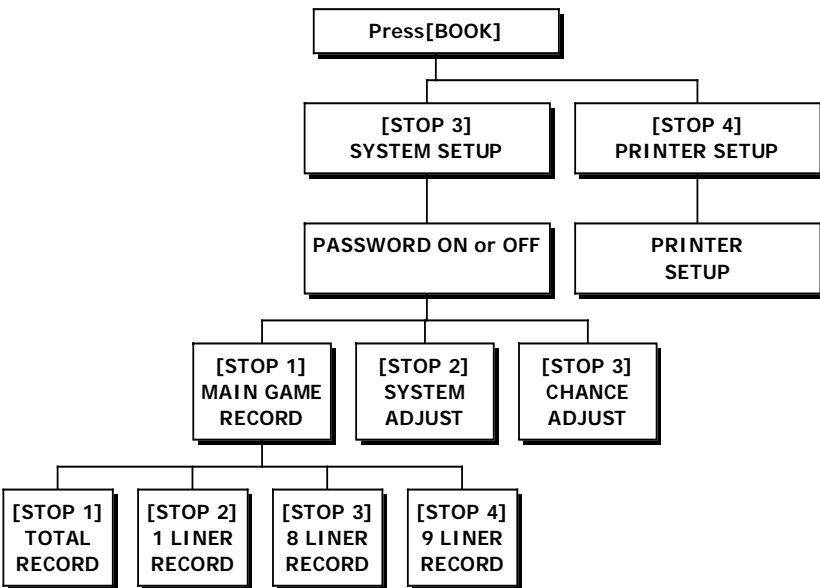 Press[BOOK]
[STOP 3]
SYSTEM SETUP
[STOP 4]
PRINTER SETUP
PASSWORD ON or OFF
PRINTER
SETUP
[STOP 1]
MAIN GAME
RECORD
[STOP 2]
SYSTEM
ADJUST
[STOP 3]
CHANCE
ADJUST
[STOP 1]
TOTAL
RECORD
[STOP 2]
1 LINER
RECORD
[STOP 3]
8 LINER
RECORD
[STOP 4]
9 LINER
RECORD